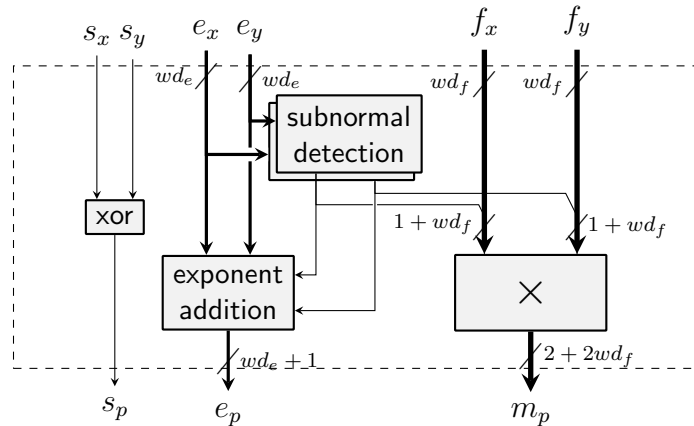 s_x s_y e_x e_y f_x f_y
wd_e wd_e wd_f wd_f
subnormal
detection
xor
1 + wd_f 1 + wd_f
exponent
addition
×
wd_e + 1 2 + 2wd_f
s_p e_p m_p